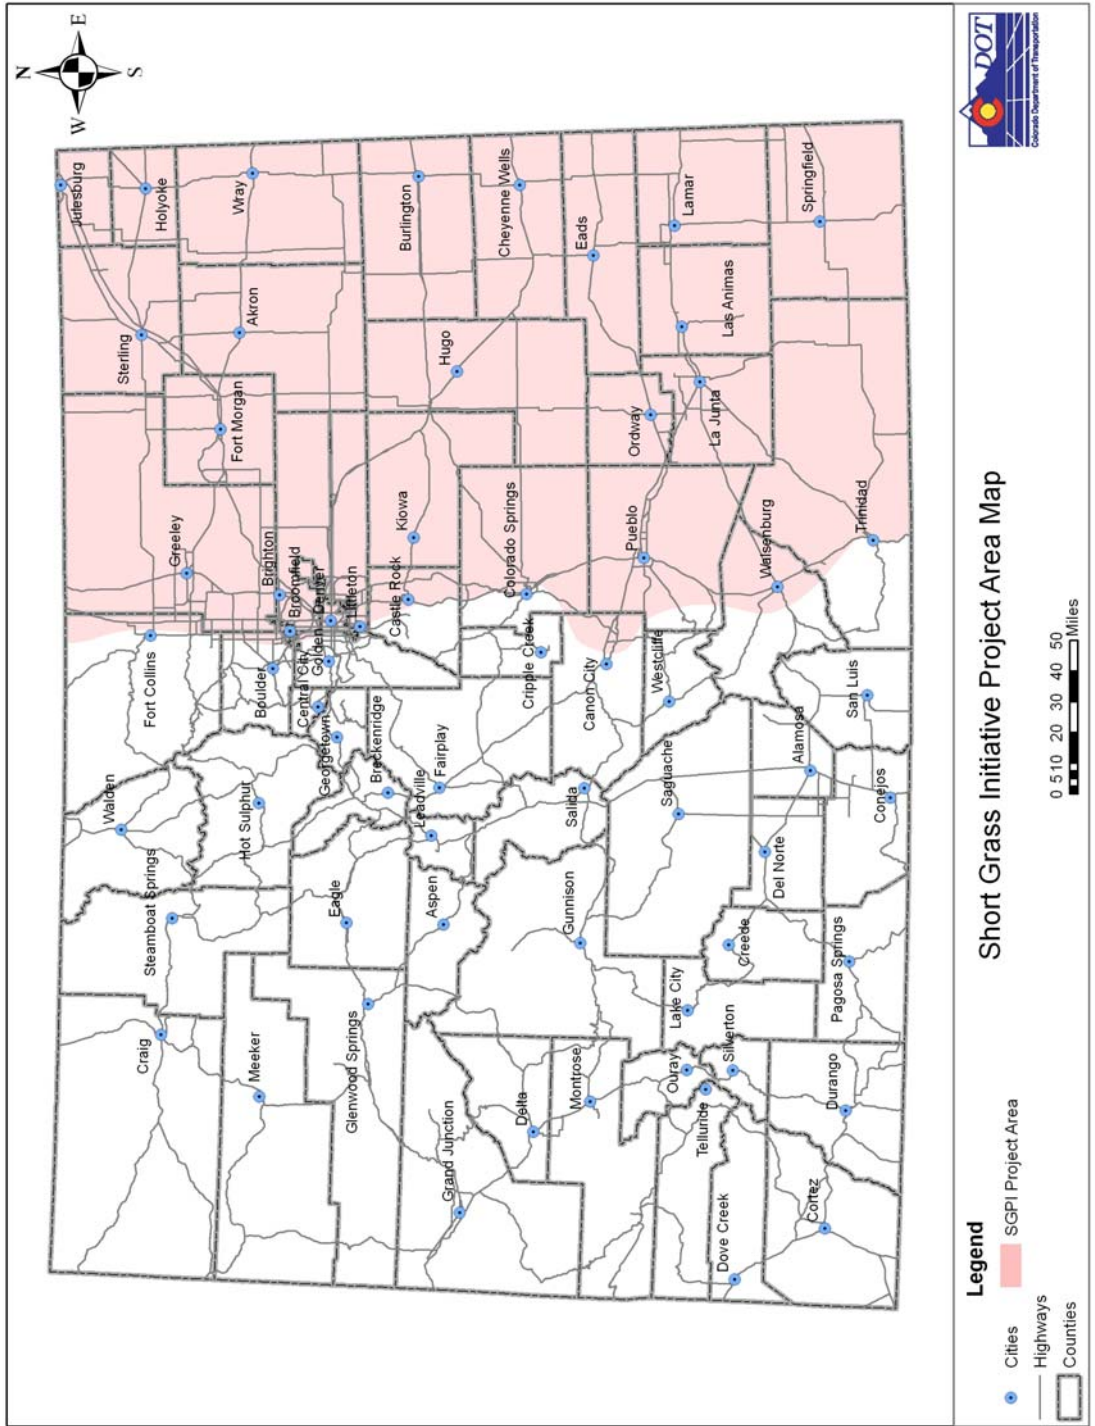 N
W
E
S
Julesburg
Holyoke
Sterling
Wray
Akron
Fort Morgan
Greeley
Fort Collins
Walden
Steamboat Springs
Craig
Meeker
Hot Sulphut
Boulder
Brighton
Broomfield
Central City
Golden
Denver
Littleton
Georgetown
Breckenridge
Eagle
Glenwood Springs
Burlington
Kiowa
Castle Rock
Hugo
Cheyenne Wells
Fairplay
Leadville
Aspen
Grand Junction
Colorado Springs
Cripple Creek
Delta
Eads
Canon City
Salida
Gunnison
Montrose
Ordway
Pueblo
Westcliffe
Lamar
Las Animas
La Junta
Saguache
Lake City
Ouray
Telluride
Silverton
Creede
Dove Creek
Walsenburg
Alamosa
Del Norte
Springfield
Trinidad
San Luis
Conejos
Pagosa Springs
Durango
Cortez
Legend
Cities
Highways
Counties
SGPI Project Area
Short Grass Initiative Project Area Map
0 5 10 20 30 40 50
Miles
DOT
Colorado Department of Transportation